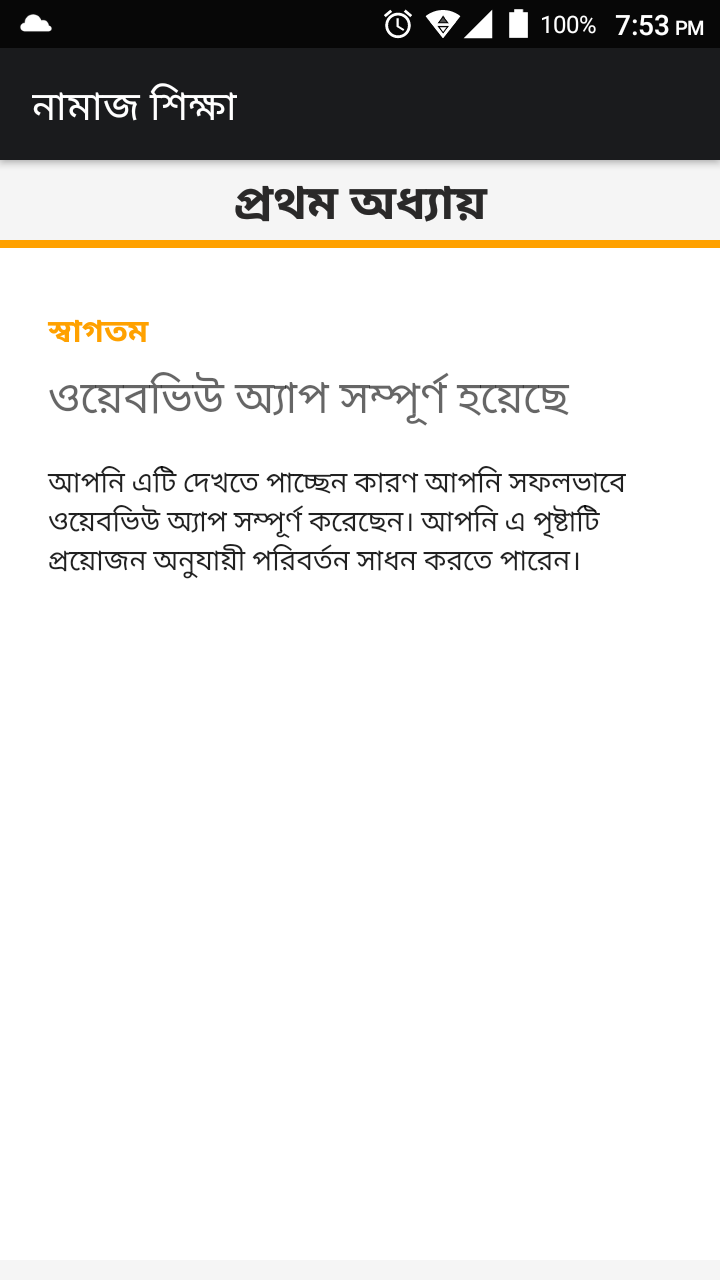 100% 7:53 PM
নামাজ শিক্ষা
প্রথম অধ্যায়
স্বাগতম
ওয়েবভিউ অ্যাপ সম্পূর্ণ হয়েছে
আপনি এটি দেখতে পাচ্ছেন কারণ আপনি সফলভাবে
ওয়েবভিউ অ্যাপ সম্পূর্ণ করেছেন। আপনি এ পৃষ্টাটি
প্রয়োজন অনুযায়ী পরিবর্তন সাধন করতে পারেন।